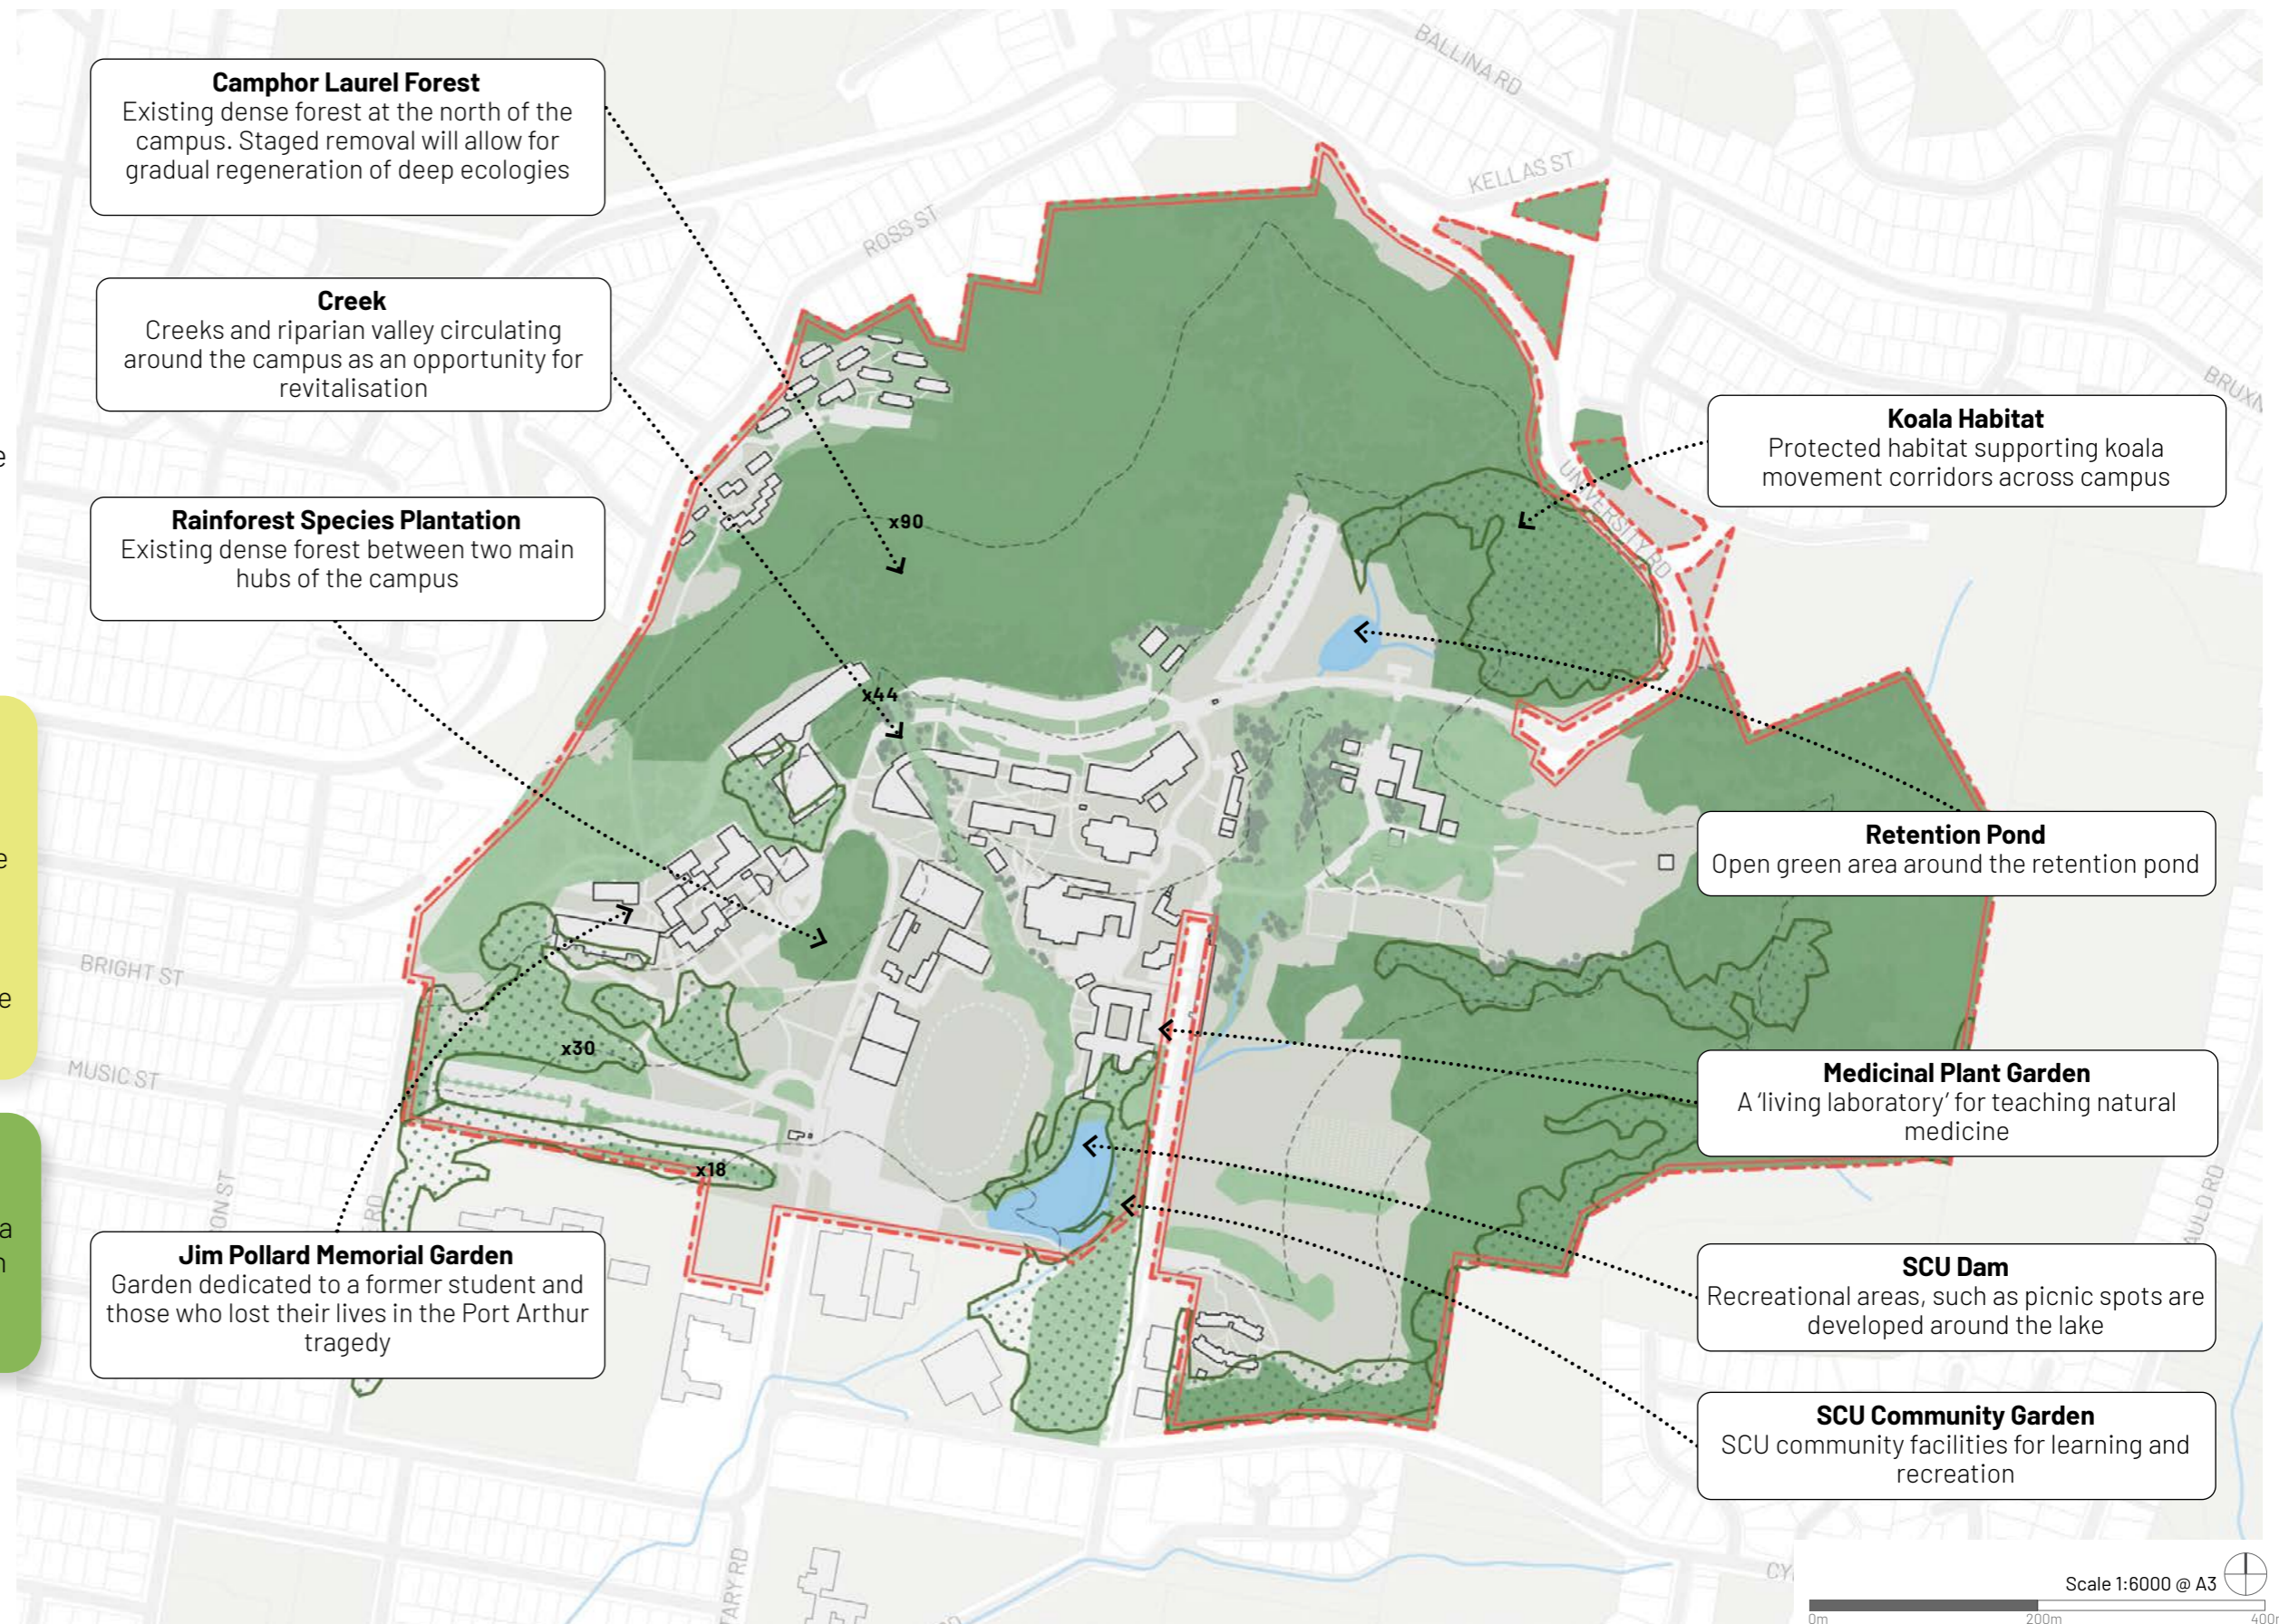 Camphor Laurel Forest
Existing dense forest at the north of the
campus. Staged removal will allow for
gradual regeneration of deep ecologies
Creek
Creeks and riparian valley circulating
around the campus as an opportunity for
revitalisation
Rainforest Species Plantation
Existing dense forest between two main
hubs of the campus
Jim Pollard Memorial Garden
Garden dedicated to a former student and
those who lost their lives in the Port Arthur
tragedy
Koala Habitat
Protected habitat supporting koala
movement corridors across campus
Retention Pond
Open green area around the retention pond
Medicinal Plant Garden
A 'living laboratory' for teaching natural
medicine
SCU Dam
Recreational areas, such as picnic spots are
developed around the lake
SCU Community Garden
SCU community facilities for learning and
recreation
BALLINA RD
KELLAS ST
ROSS ST
UNIVERSITY RD
BRIGHT ST
MUSIC ST
x90
x44
x30
x18
Scale 1:6000 @ A3
0m
200m